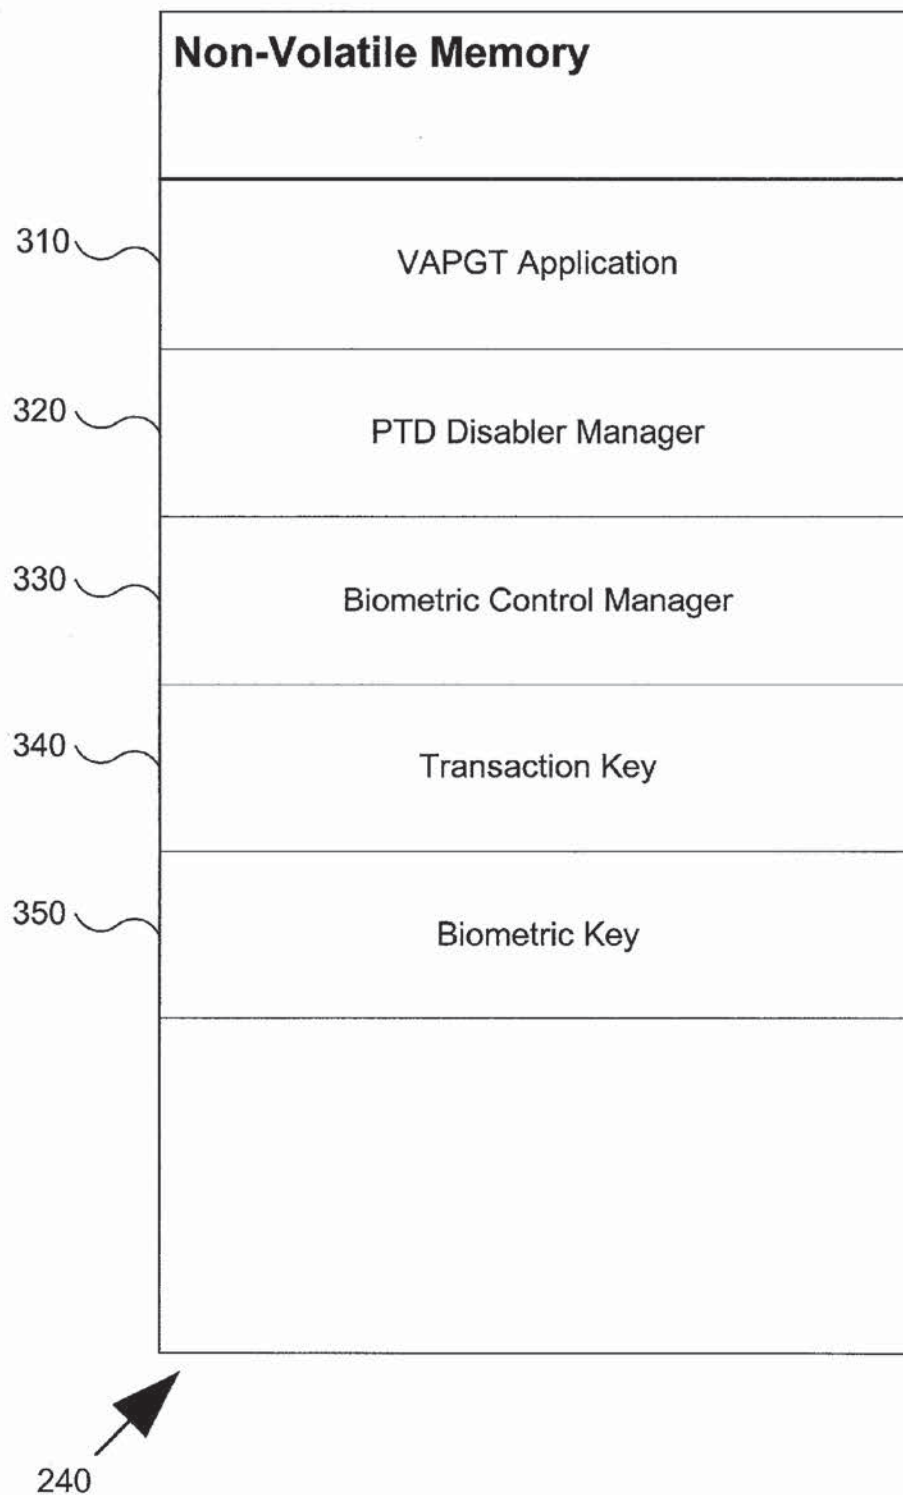 Non-Volatile Memory
310
VAPGT Application
320
PTD Disabler Manager
330
Biometric Control Manager
340
Transaction Key
350
Biometric Key
240